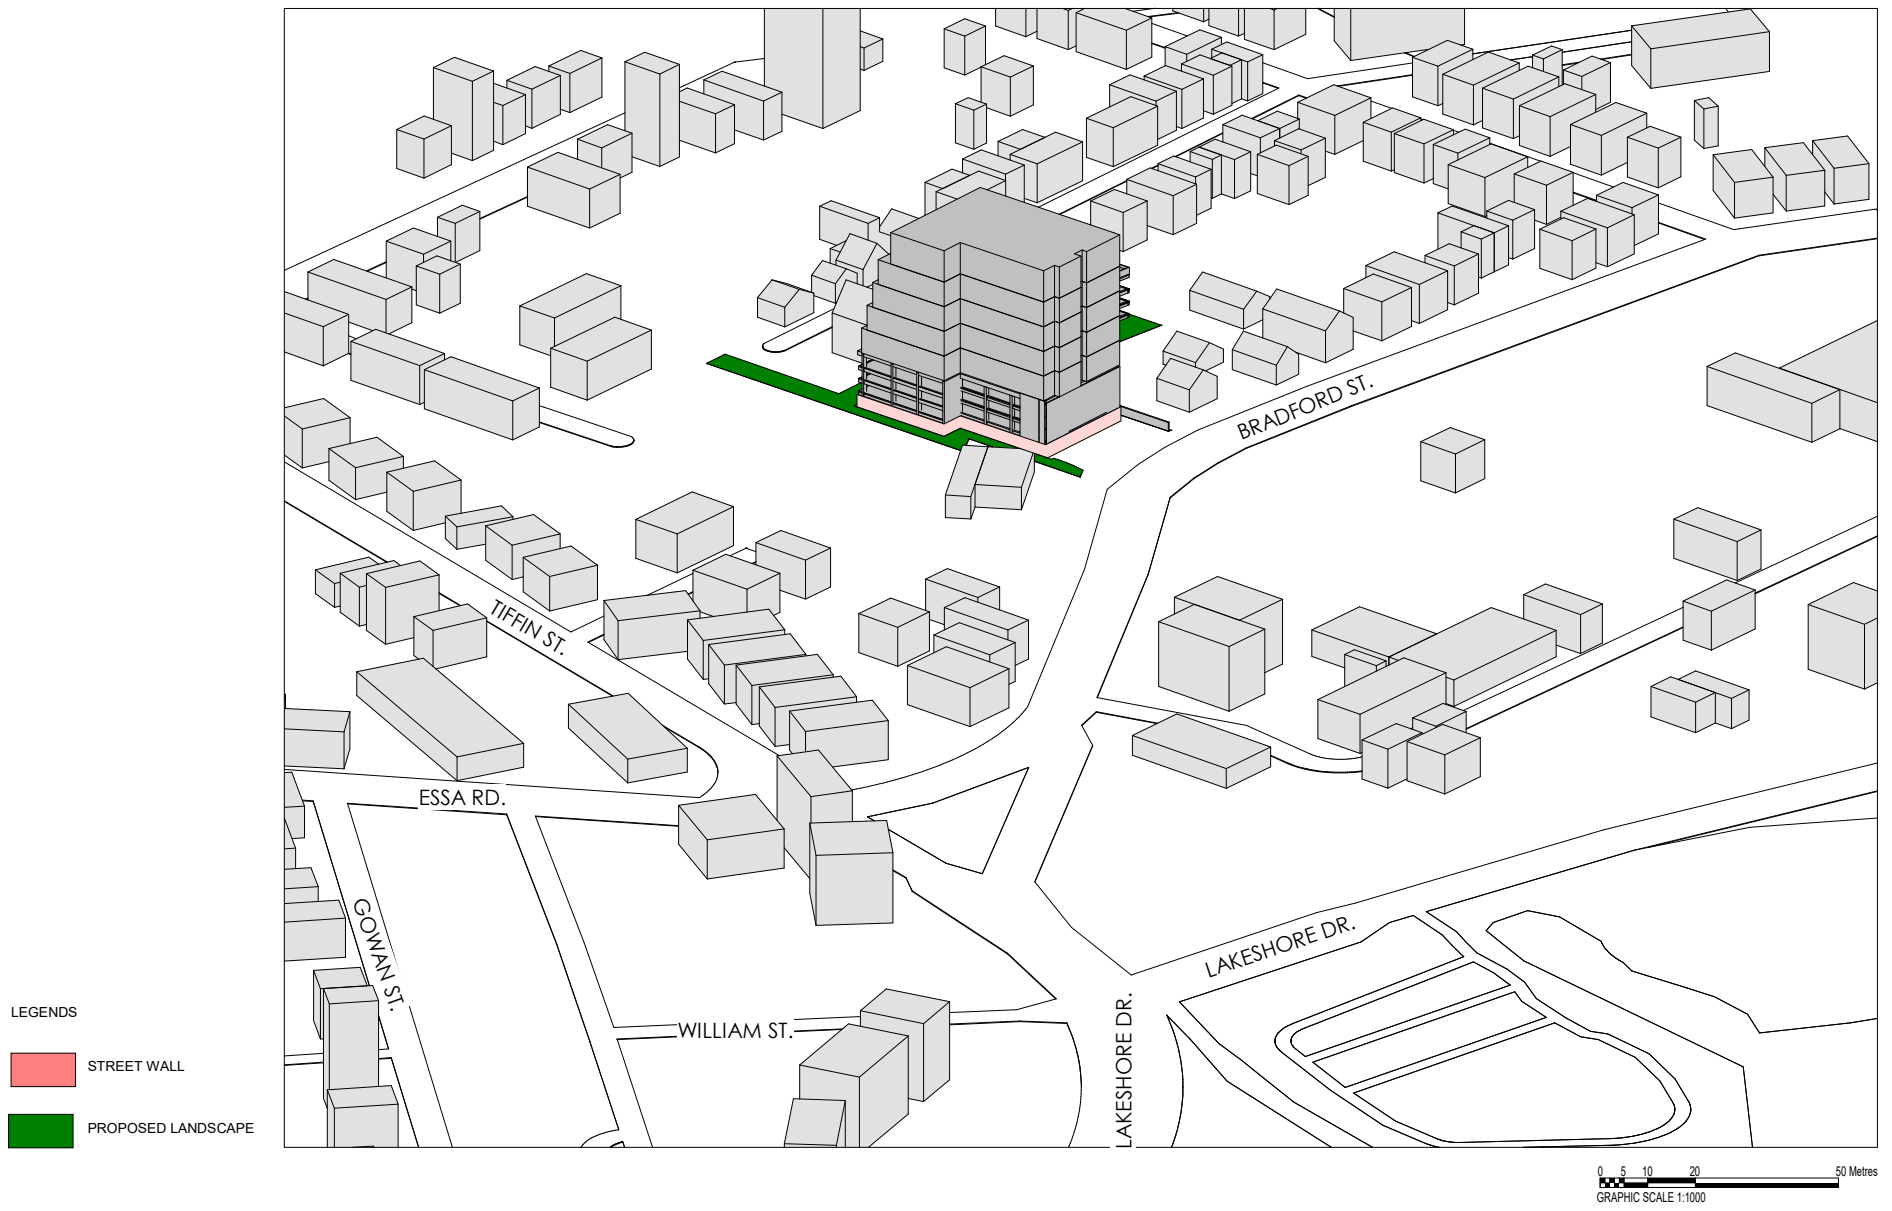 BRADFORD ST.
TIFFIN ST.
ESSA RD.
GOWAN ST.
LAKESHORE DR.
WILLIAM ST.
LAKESHORE DR.
LEGENDS
STREET WALL
PROPOSED LANDSCAPE
0 5 10 20 50 Metres
GRAPHIC SCALE 1:1000